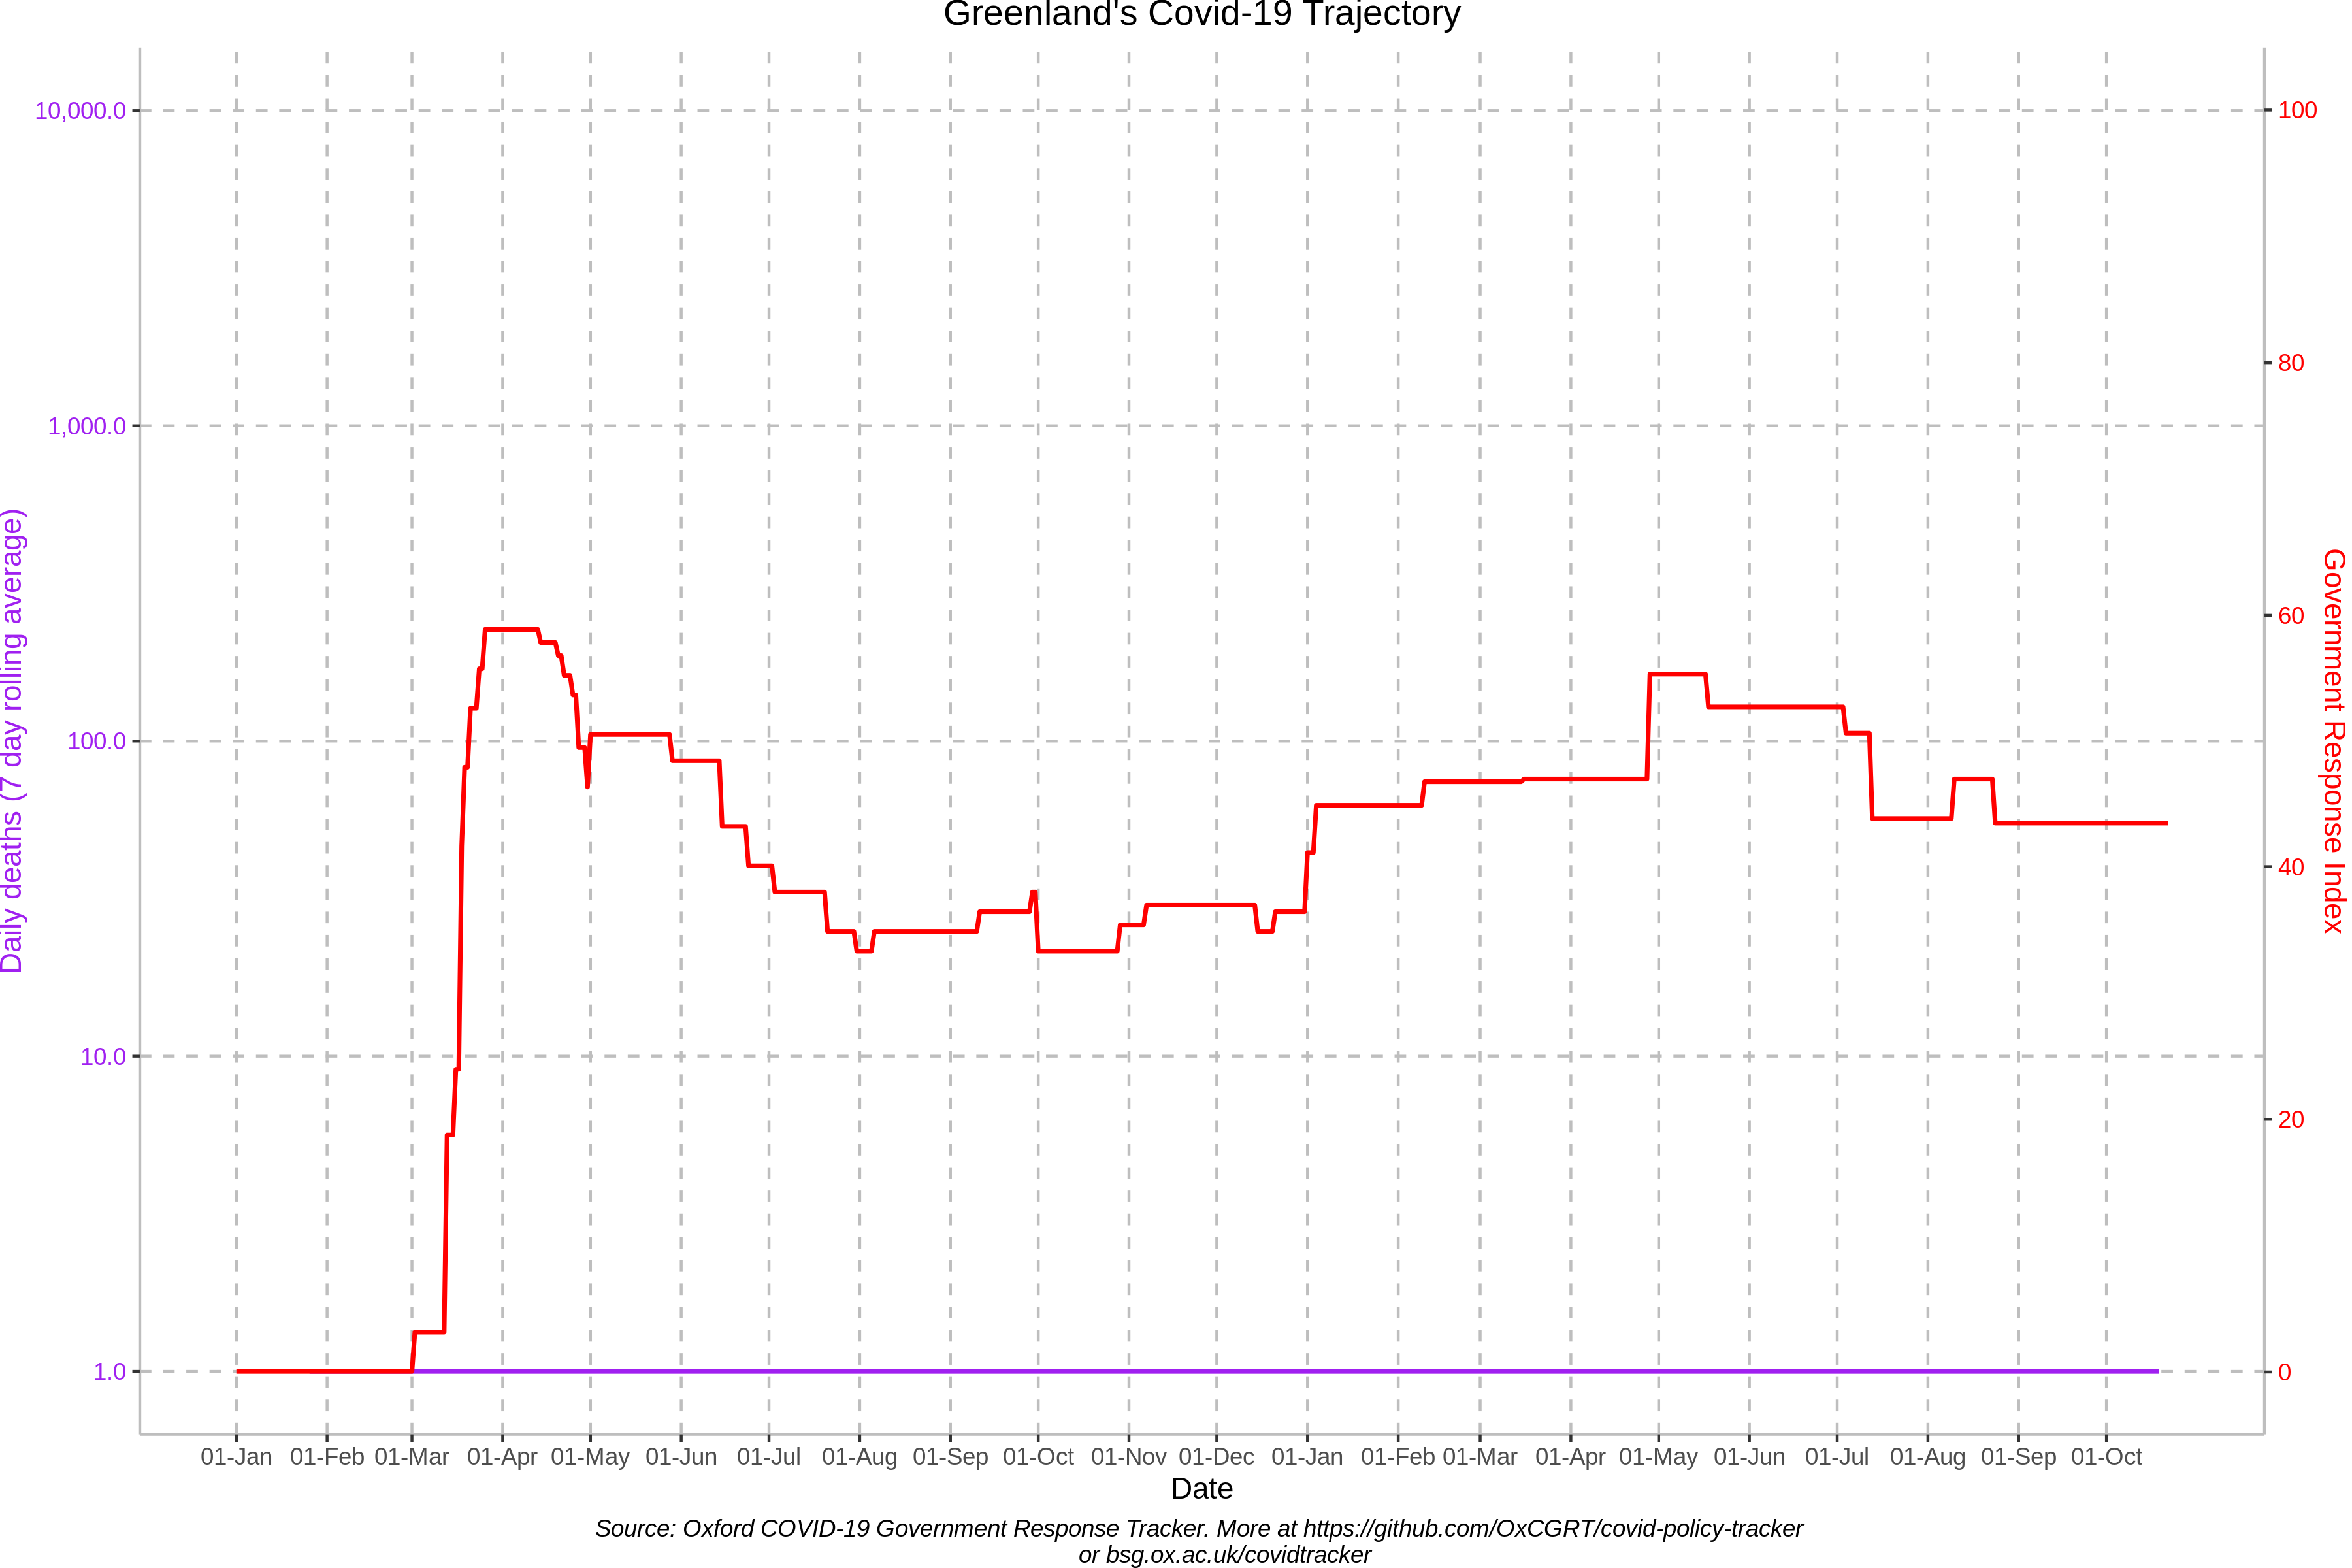 Greenland's Covid-19 Trajectory
10,000.0
1,000.0
100.0
10.0
1.0
Daily deaths (7 day rolling average)
100
80
60
40
20
0
Government Response Index
01-Jan 01-Feb 01-Mar 01-Apr 01-May 01-Jun 01-Jul 01-Aug 01-Sep 01-Oct 01-Nov 01-Dec 01-Jan 01-Feb 01-Mar 01-Apr 01-May 01-Jun 01-Jul 01-Aug 01-Sep 01-Oct
Date
Source: Oxford COVID-19 Government Response Tracker. More at https://github.com/OxCGRT/covid-policy-tracker
or bsg.ox.ac.uk/covidtracker